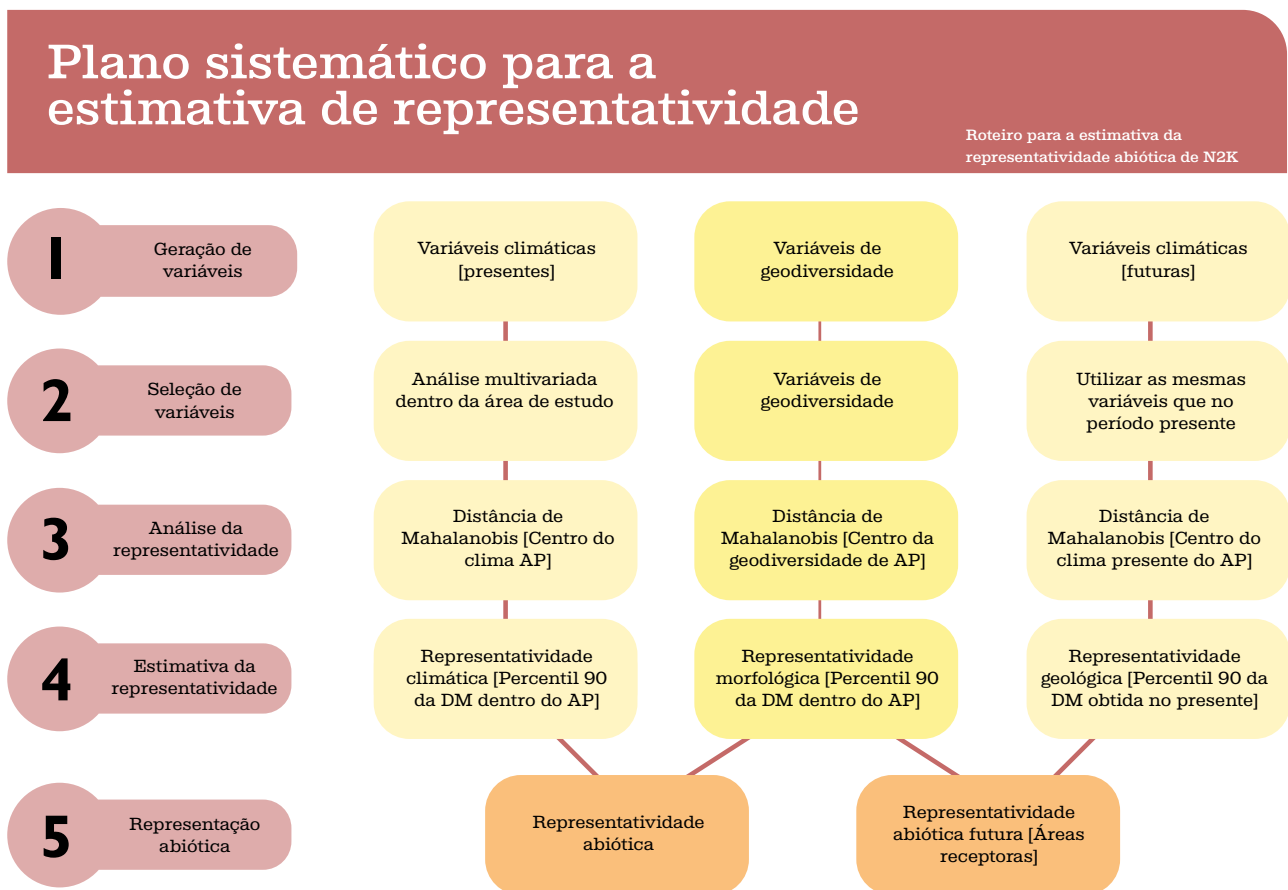 Plano sistemático para a
estimativa de representatividade
Roteiro para a estimativa da
representatividade abiótica de N2K
1
Geração de
variáveis
Variáveis climáticas
[presentes]
Variáveis de
geodiversidade
Variáveis climáticas
[futuras]
2
Seleção de
variáveis
Análise multivariada
dentro da área de estudo
Variáveis de
geodiversidade
Utilizar as mesmas
variáveis que no
período presente
3
Análise da
representatividade
Distância de
Mahalanobis [Centro do
clima AP]
Distância de
Mahalanobis [Centro da
geodiversidade de AP]
Distância de
Mahalanobis [Centro do
clima presente do AP]
4
Estimativa da
representatividade
Representatividade
climática [Percentil 90
da DM dentro do AP]
Representatividade
morfológica [Percentil 90
da DM dentro do AP]
Representatividade
geológica [Percentil 90 da
DM obtida no presente]
5
Representação
abiótica
Representatividade
abiótica
Representatividade
abiótica futura [Áreas
receptoras]